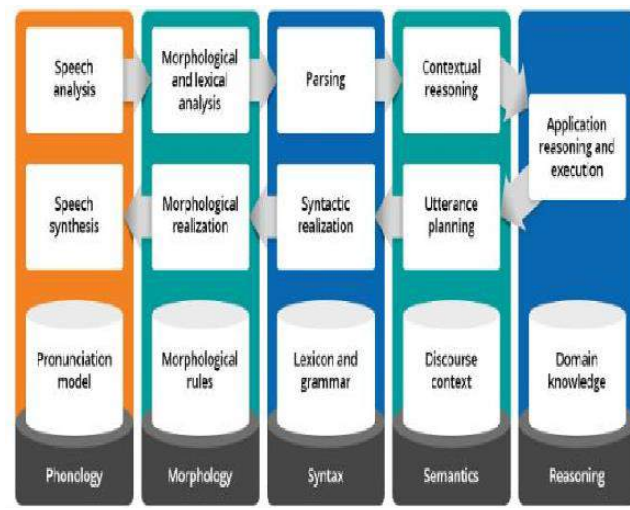 Speech
analysis
Morphological
and lexical
analysis
Parsing
Contextual
reasoning
Application
reasoning and
execution
Speech
synthesis
Morphological
realization
Syntactic
realization
Utterance
planning
Pronunciation
model
Morphological
rules
Lexicon and
grammar
Discourse
context
Domain
knowledge
Phonology
Morphology
Syntax
Semantics
Reasoning